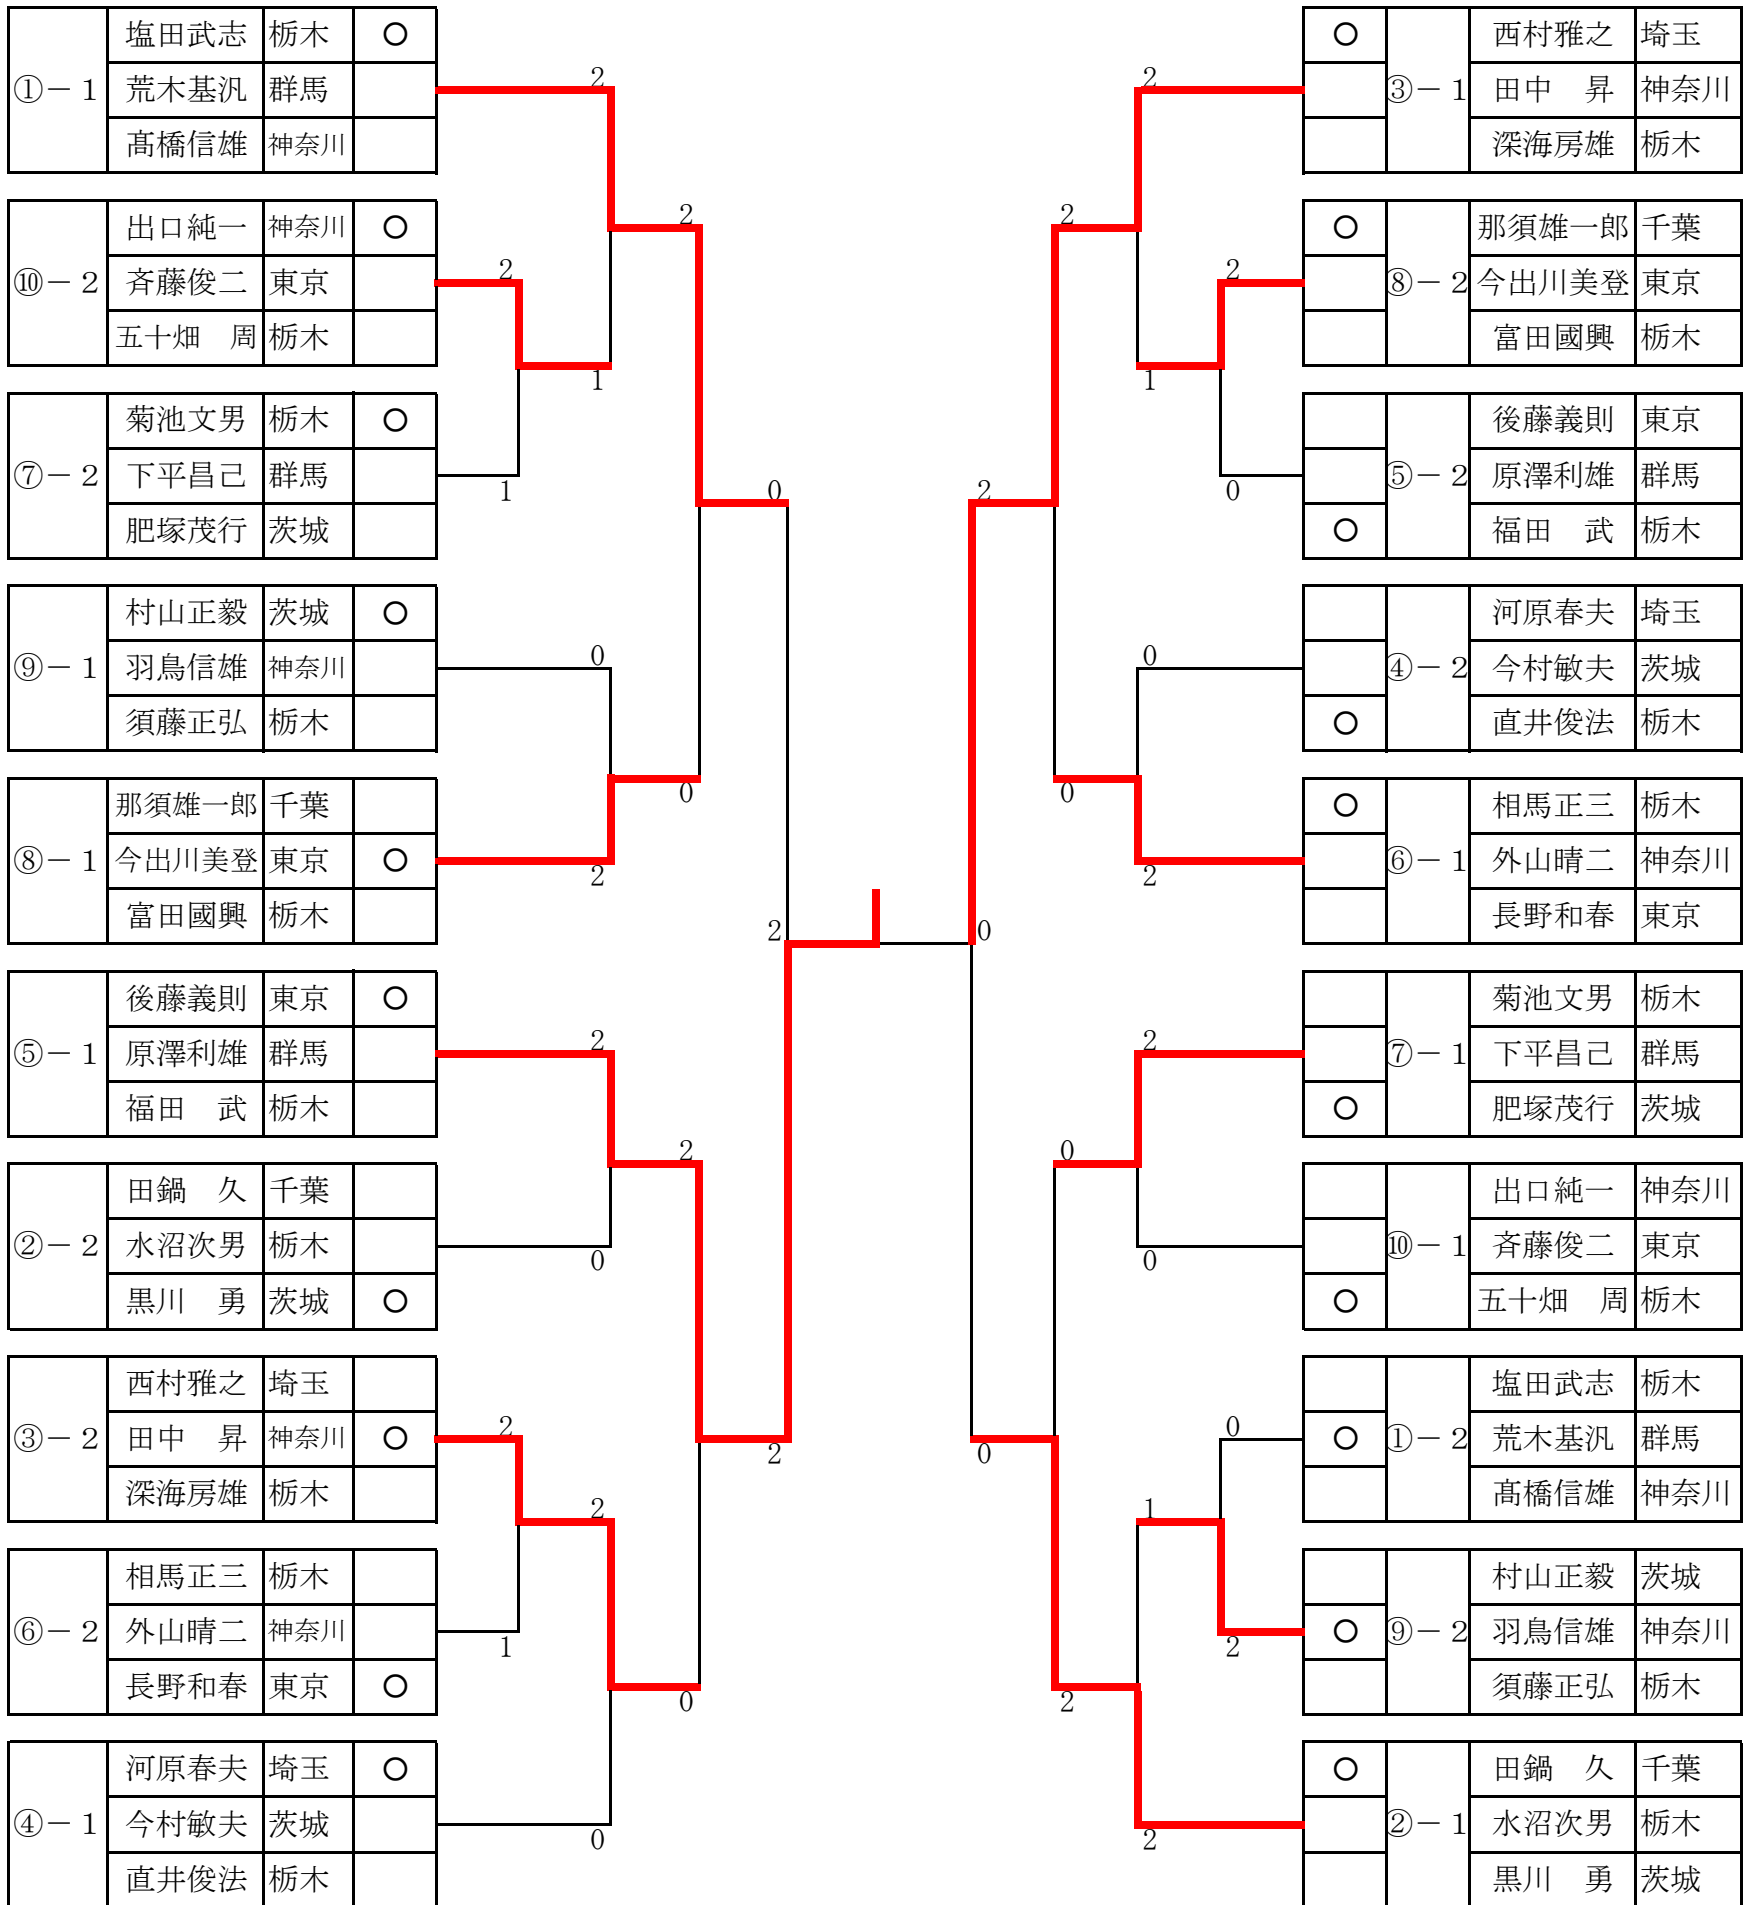 ①－1
塩田武志 栃木 ○
荒木基汎 群馬
髙橋信雄 神奈川
⑩－2
出口純一 神奈川 ○
斉藤俊二 東京
五十畑　周 栃木
⑦－2
菊池文男 栃木 ○
下平昌己 群馬
肥塚茂行 茨城
⑨－1
村山正毅 茨城 ○
羽鳥信雄 神奈川
須藤正弘 栃木
⑧－1
那須雄一郎 千葉
今出川美登 東京 ○
富田國興 栃木
⑤－1
後藤義則 東京 ○
原澤利雄 群馬
福田　武 栃木
②－2
田鍋　久 千葉
水沼次男 栃木
黒川　勇 茨城 ○
③－2
西村雅之 埼玉
田中　昇 神奈川 ○
深海房雄 栃木
⑥－2
相馬正三 栃木
外山晴二 神奈川
長野和春 東京 ○
④－1
河原春夫 埼玉 ○
今村敏夫 茨城
直井俊法 栃木
2
2
2
1
1
0
0
0
2
2
2
2
0
2
2
2
1
0
0
2
2
2
1
0
2
0
0
2
0
2
0
0
0
0
1
2
2
2
③－1
○ 西村雅之 埼玉
田中　昇 神奈川
深海房雄 栃木
⑧－2
○ 那須雄一郎 千葉
今出川美登 東京
富田國興 栃木
⑤－2
後藤義則 東京
原澤利雄 群馬
○ 福田　武 栃木
④－2
河原春夫 埼玉
今村敏夫 茨城
○ 直井俊法 栃木
⑥－1
○ 相馬正三 栃木
外山晴二 神奈川
長野和春 東京
⑦－1
菊池文男 栃木
下平昌己 群馬
○ 肥塚茂行 茨城
⑩－1
出口純一 神奈川
斉藤俊二 東京
○ 五十畑　周 栃木
①－2
塩田武志 栃木
○ 荒木基汎 群馬
髙橋信雄 神奈川
⑨－2
村山正毅 茨城
○ 羽鳥信雄 神奈川
須藤正弘 栃木
②－1
○ 田鍋　久 千葉
水沼次男 栃木
黒川　勇 茨城